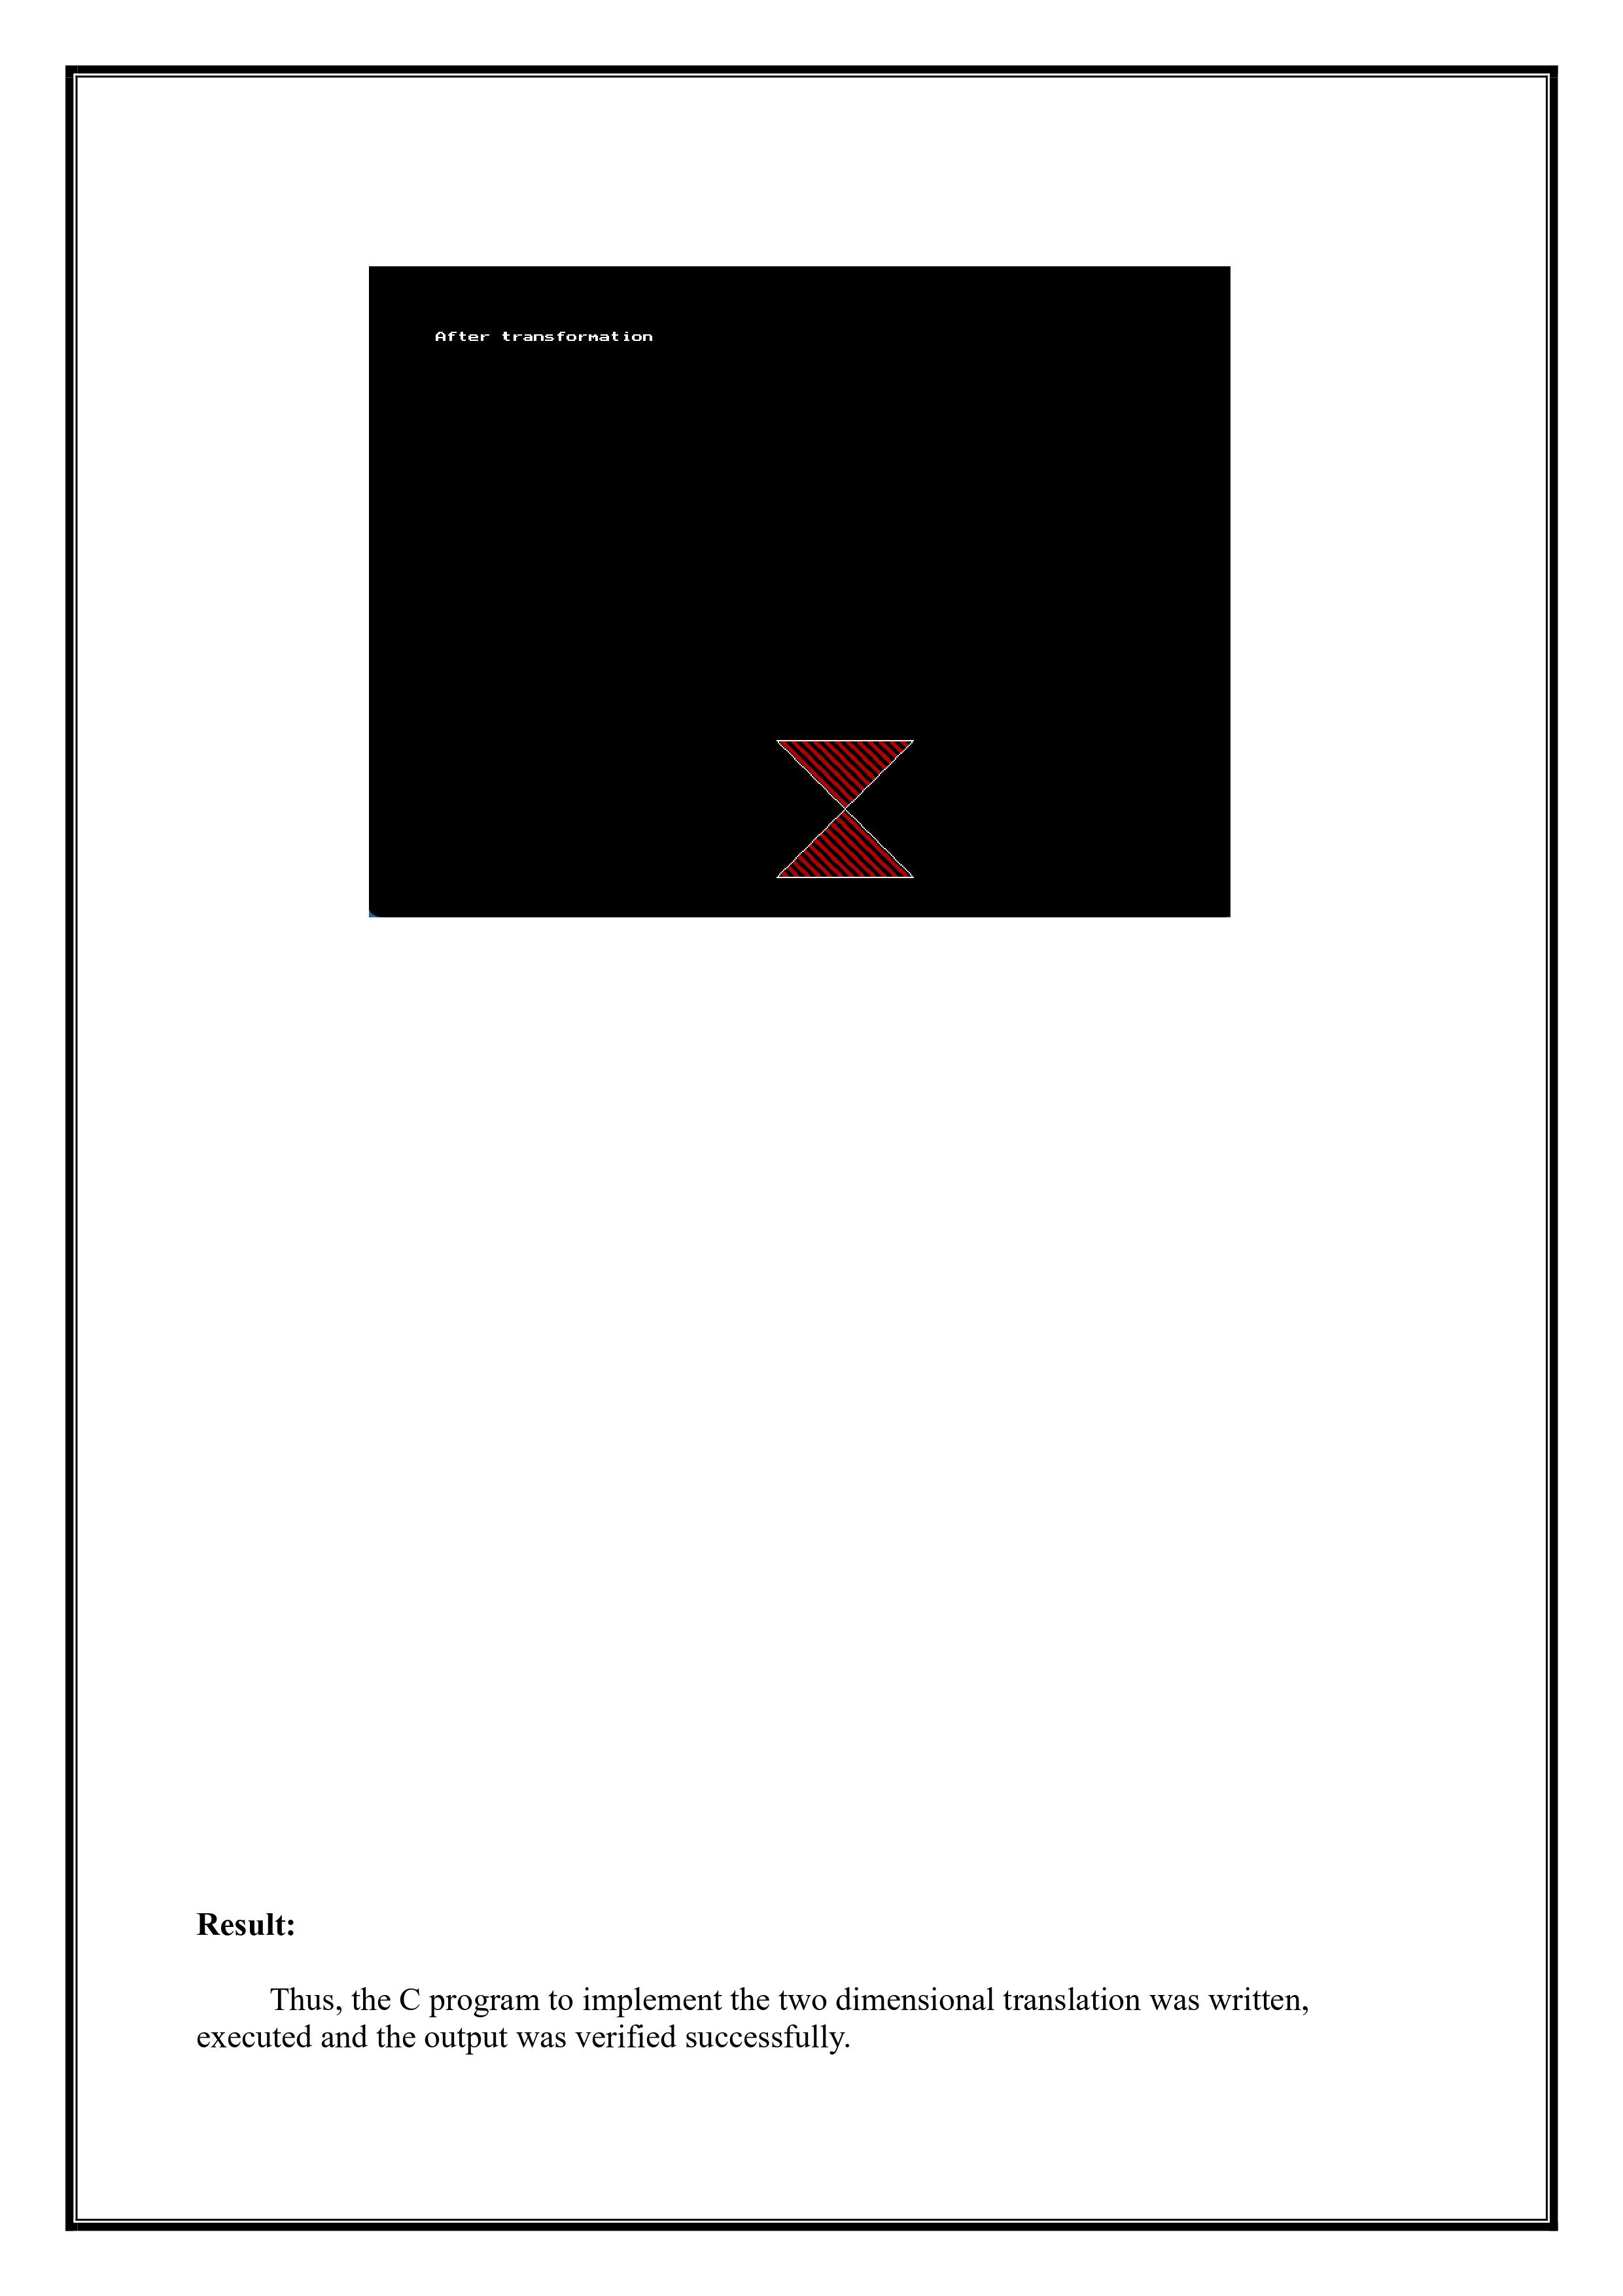 After transformation
Result:
Thus, the C program to implement the two dimensional translation was written,
executed and the output was verified successfully.